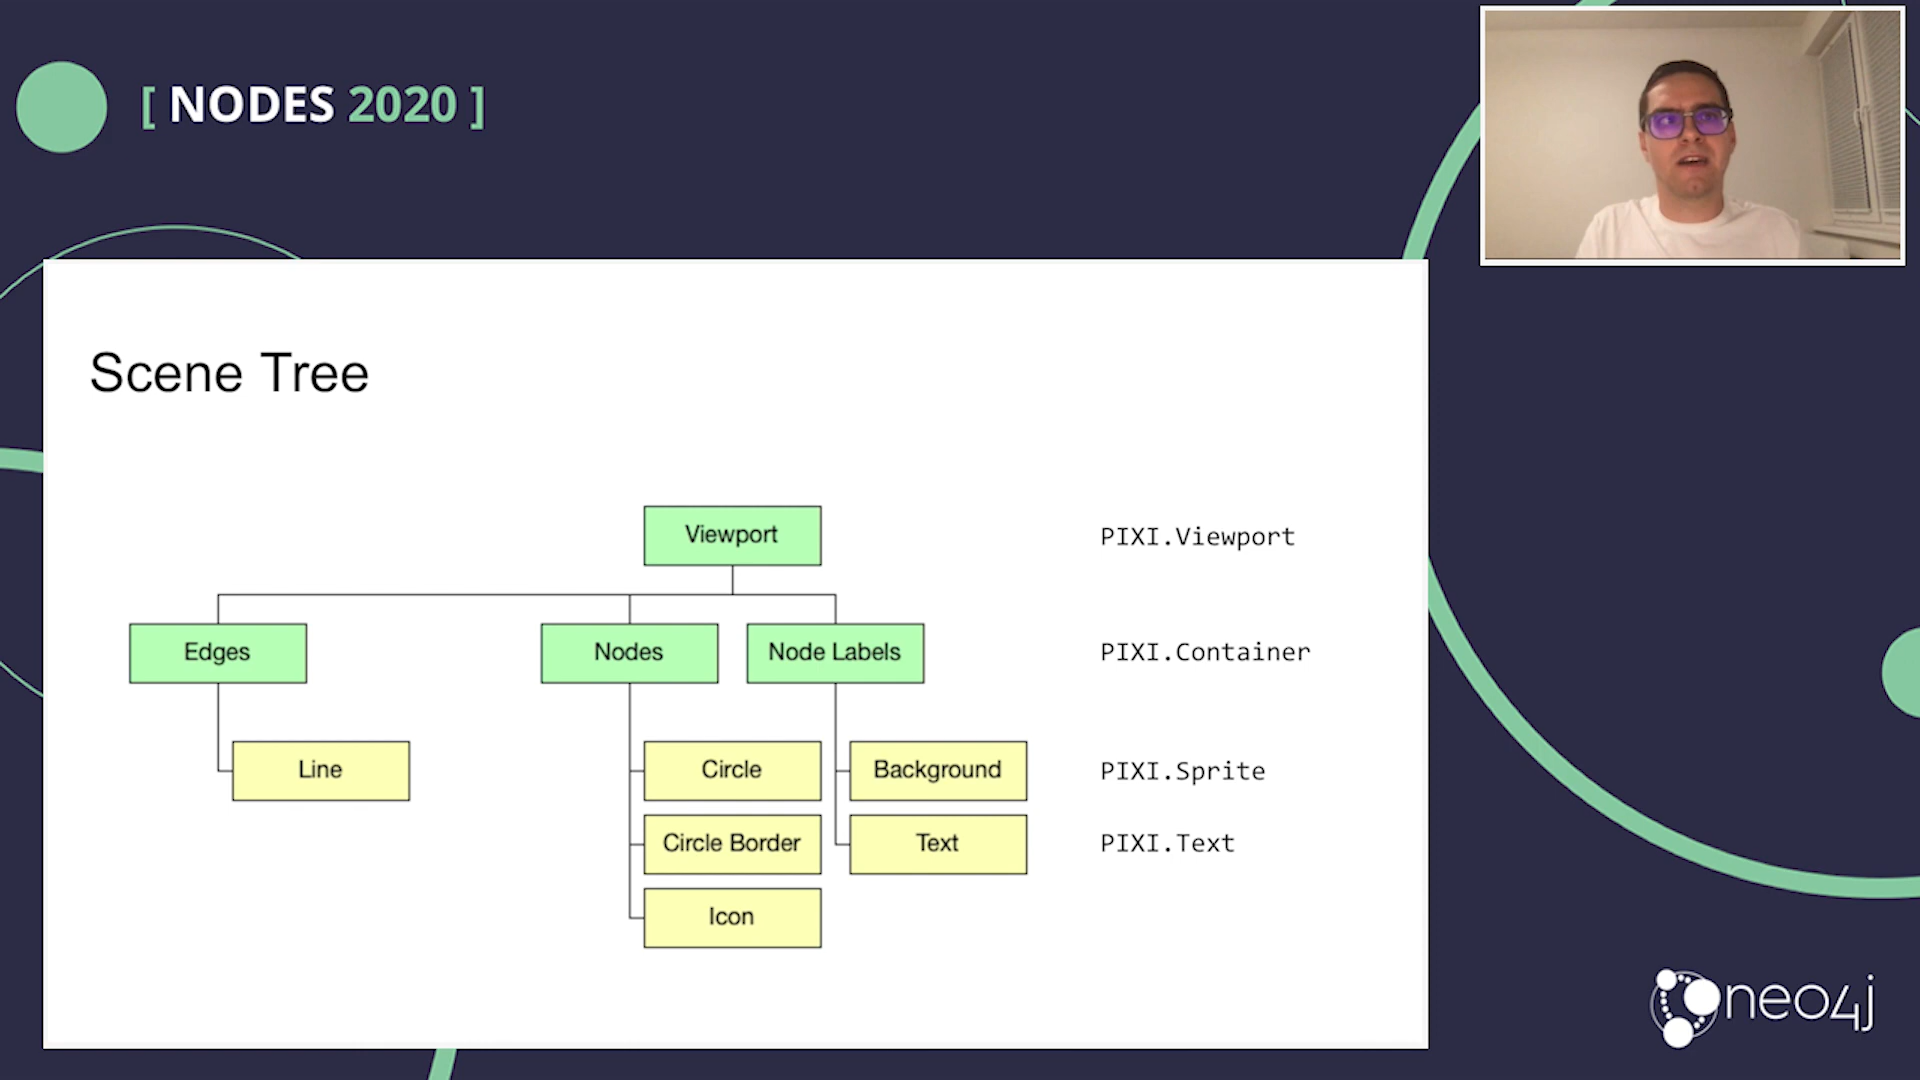 [ NODES 2020 ]
Scene Tree
Viewport
PIXI.Viewport
Edges
Nodes
Node Labels
PIXI.Container
Line
Circle
Background
PIXI.Sprite
Circle Border
Text
PIXI.Text
Icon
neo4j